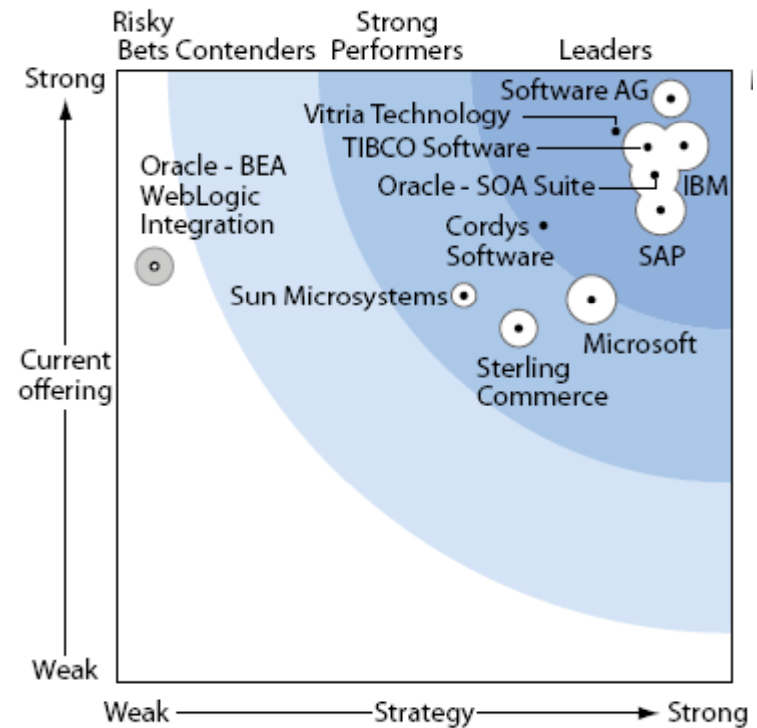 Risky
Bets
Contenders
Strong
Performers
Leaders
Strong
Software AG
Vitria Technology
TIBCO Software
Oracle - BEA
WebLogic
Integration
Oracle - SOA Suite
IBM
Cordys
Software
SAP
Sun Microsystems
Microsoft
Current
offering
Sterling
Commerce
Weak
Weak
Strategy
Strong